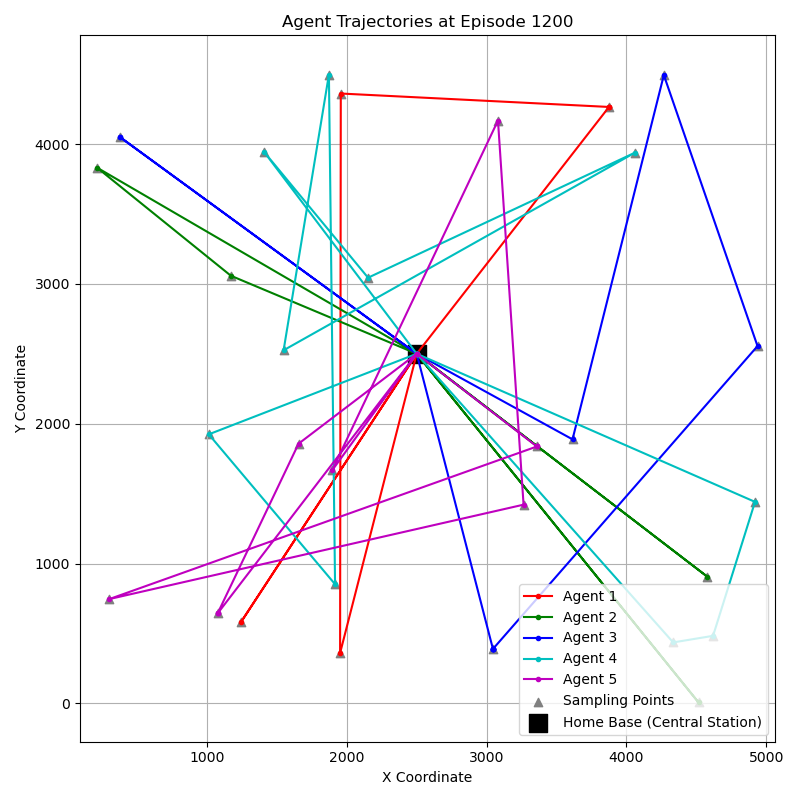 Agent Trajectories at Episode 1200
Y Coordinate
4000
3000
2000
1000
0
Agent 1
Agent 2
Agent 3
Agent 4
Agent 5
Sampling Points
Home Base (Central Station)
1000 2000 3000 4000 5000
X Coordinate